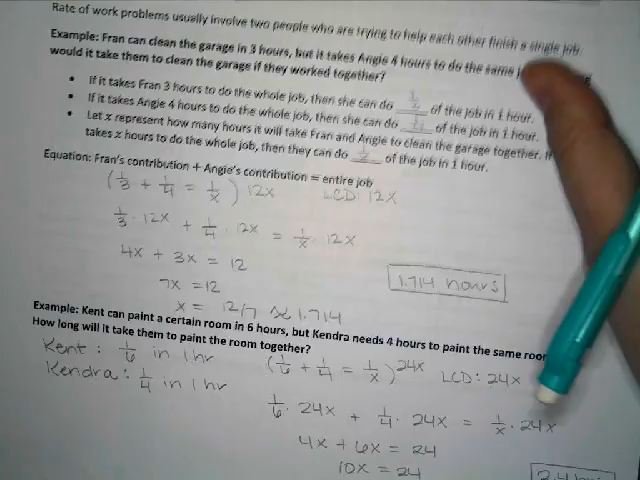 Rate of work problems usually involve two people who are trying to help each other finish a single job.
Example: Fran can clean the garage in 3 hours, but it takes Angie 4 hours to do the same
would it take them to clean the garage if they worked together?
• If it takes Fran 3 hours to do the whole job, then she can do 1/3 of the job in 1 hour.
• If it takes Angie 4 hours to do the whole job, then she can do 1/4 of the job in 1 hour.
• Let x represent how many hours it will take Fran and Angie to clean the garage together. If
takes x hours to do the whole job, then they can do 1/x of the job in 1 hour.
Equation: Fran's contribution + Angie's contribution = entire job
(1/3 + 1/4 = 1/x) 12x LCD: 12x
1/3 · 12x + 1/4 · 12x = 1/x · 12x
4x + 3x = 12
7x = 12
x = 12/7 ≈ 1.714
1.714 hours
Example: Kent can paint a certain room in 6 hours, but Kendra needs 4 hours to paint the same room
How long will it take them to paint the room together?
Kent: 1/6 in 1 hr
Kendra: 1/4 in 1 hr
(1/6 + 1/4 = 1/x) 24x LCD: 24x
1/6 · 24x + 1/4 · 24x = 1/x · 24x
4x + 6x = 24
10x = 24